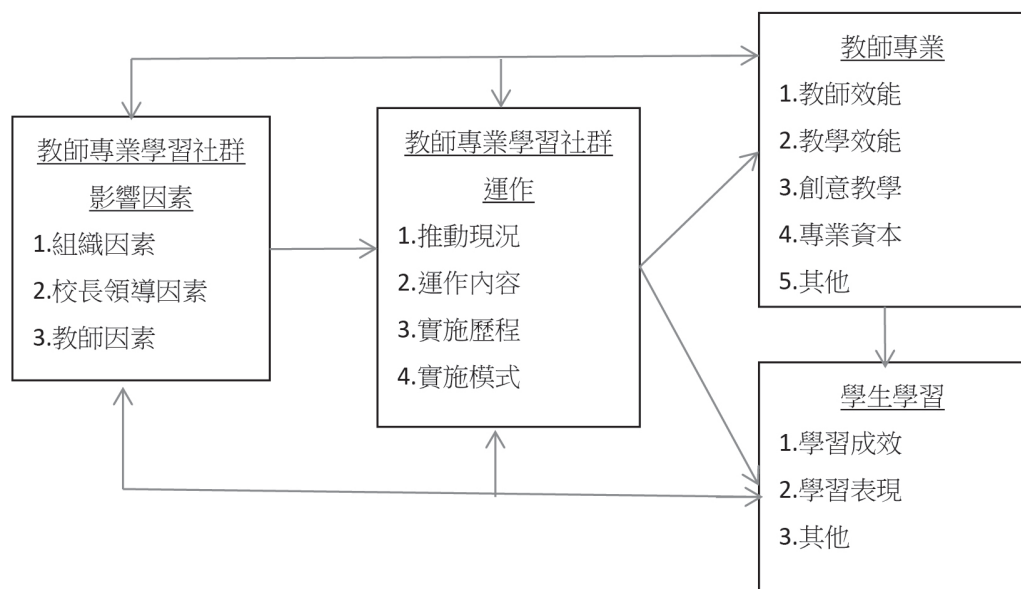 教師專業學習社群
影響因素
1.組織因素
2.校長領導因素
3.教師因素
教師專業學習社群
運作
1.推動現況
2.運作內容
3.實施歷程
4.實施模式
教師專業
1.教師效能
2.教學效能
3.創意教學
4.專業資本
5.其他
學生學習
1.學習成效
2.學習表現
3.其他